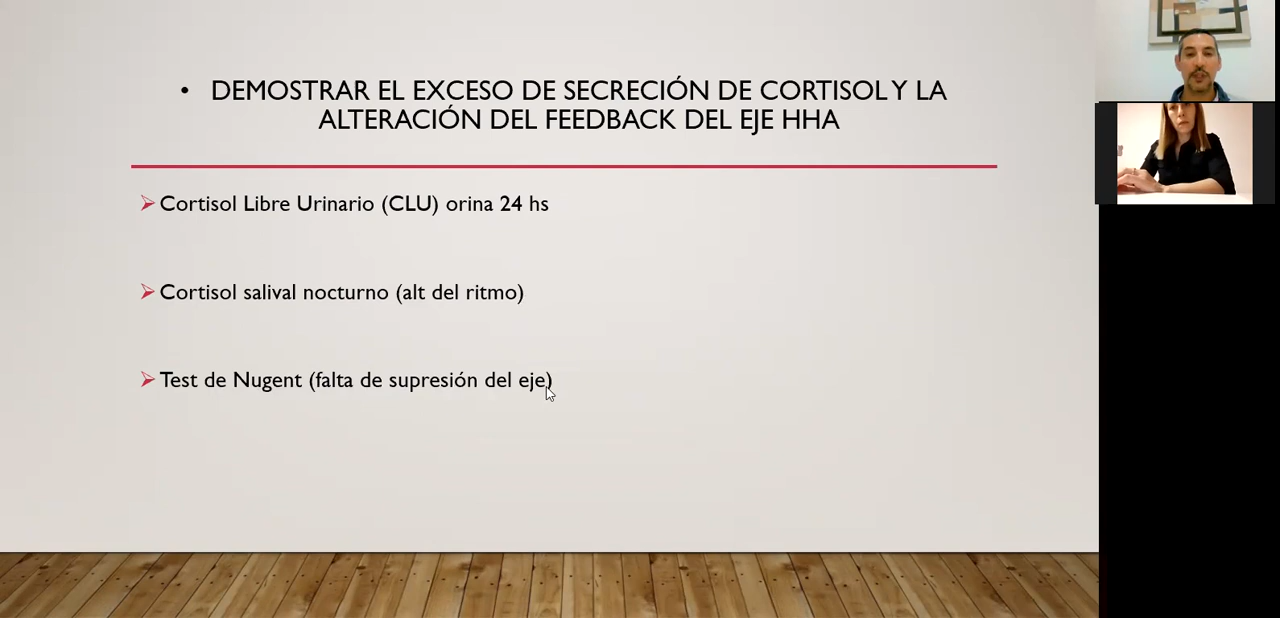 • DEMOSTRAR EL EXCESO DE SECRECIÓN DE CORTISOL Y LA
ALTERACIÓN DEL FEEDBACK DEL EJE HHA
Cortisol Libre Urinario (CLU) orina 24 hs
Cortisol salival nocturno (alt del ritmo)
Test de Nugent (falta de supresión del eje)